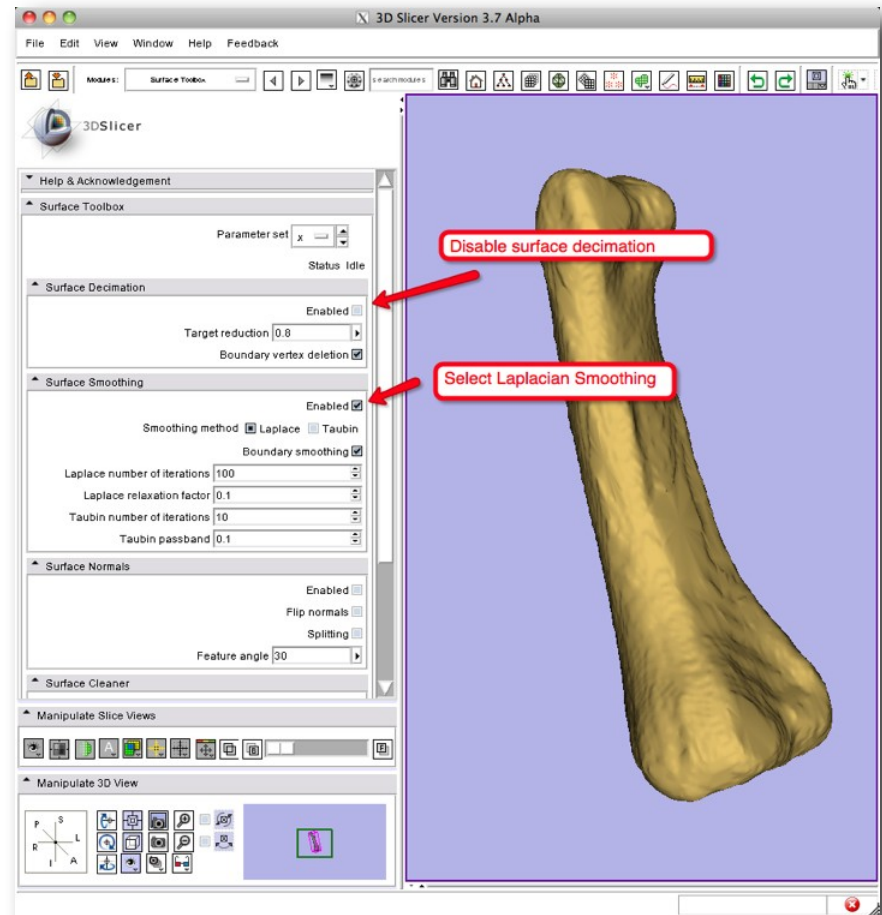 3D Slicer Version 3.7 Alpha
File Edit View Window Help Feedback
Modules: Surface Toolbox searchmodules
3DSlicer
Help & Acknowledgement
Surface Toolbox
Parameter set x
Status Idle
Surface Decimation
Enabled
Target reduction 0.8
Boundary vertex deletion
Surface Smoothing
Enabled
Smoothing method Laplace Taubin
Boundary smoothing
Laplace number of iterations 100
Laplace relaxation factor 0.1
Taubin number of iterations 10
Taubin passband 0.1
Surface Normals
Enabled
Flip normals
Splitting
Feature angle 30
Surface Cleaner
Manipulate Slice Views
Manipulate 3D View
P S
R L
I A
Disable surface decimation
Select Laplacian Smoothing